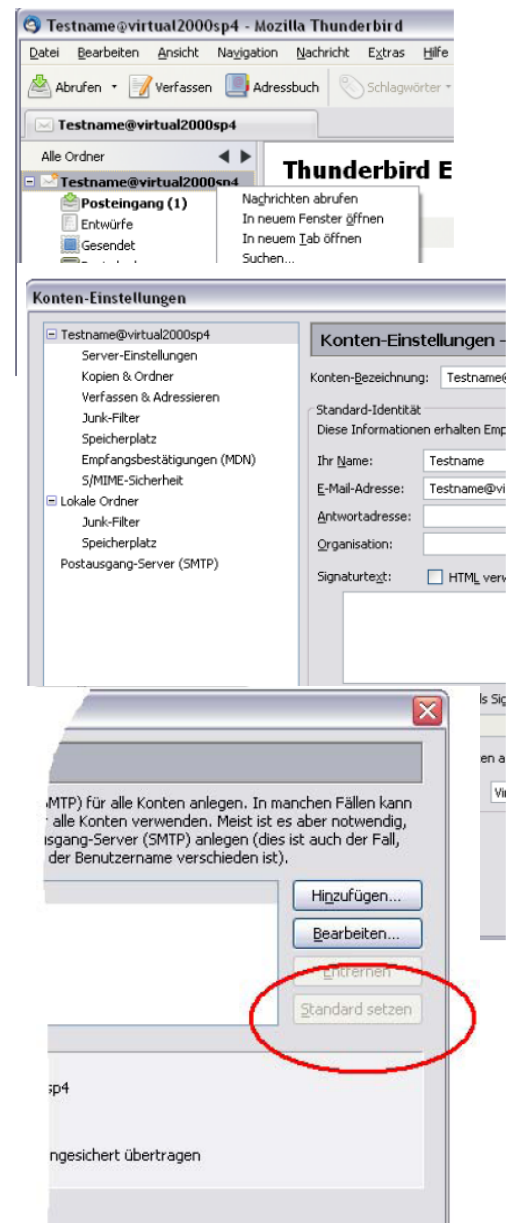 Testname@virtual2000sp4 - Mozilla Thunderbird
Datei Bearbeiten Ansicht Navigation Nachricht Extras Hilfe
Abrufen Verfassen Adressbuch Schlagwörter
Testname@virtual2000sp4
Alle Ordner
Thunderbird E
Testname@virtual2000sp4
Posteingang (1)
Entwürfe
Gesendet
Nachrichten abrufen
In neuem Fenster öffnen
In neuem Tab öffnen
Suchen...
Konten-Einstellungen
Testname@virtual2000sp4
Server-Einstellungen
Kopien & Ordner
Verfassen & Adressieren
Junk-Filter
Speicherplatz
Empfangsbestätigungen (MDN)
S/MIME-Sicherheit
Lokale Ordner
Junk-Filter
Speicherplatz
Postausgang-Server (SMTP)
Konten-Einstellungen -
Konten-Bezeichnung: Testname@
Standard-Identität
Diese Informationen erhalten Emp
Ihr Name: Testname
E-Mail-Adresse: Testname@vi
Antwortadresse:
Organisation:
Signaturtext: HTML verw
ls Sig
en a
MTP) für alle Konten anlegen. In manchen Fällen kann
alle Konten verwenden. Meist ist es aber notwendig,
usgang-Server (SMTP) anlegen (dies ist auch der Fall,
der Benutzername verschieden ist).
Hinzufügen...
Bearbeiten...
Entfernen
Standard setzen
sp4
ngesichert übertragen